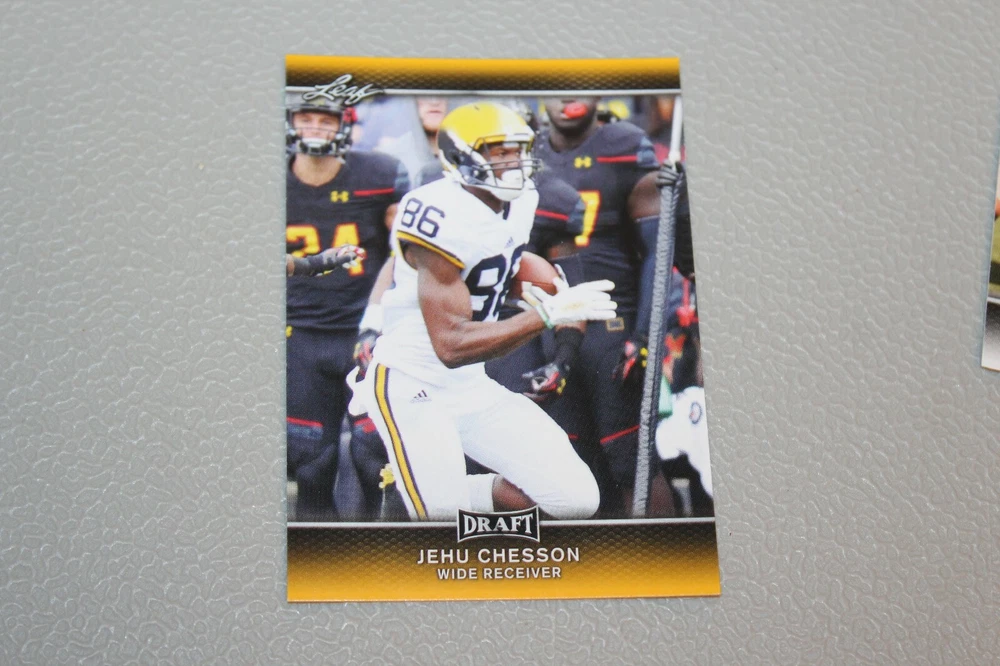 Leaf
24
7
86
86
DRAFT
JEHU CHESSON
WIDE RECEIVER